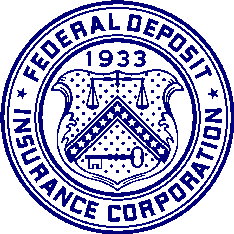 FEDERAL DEPOSIT
1933
INSURANCE CORPORATION